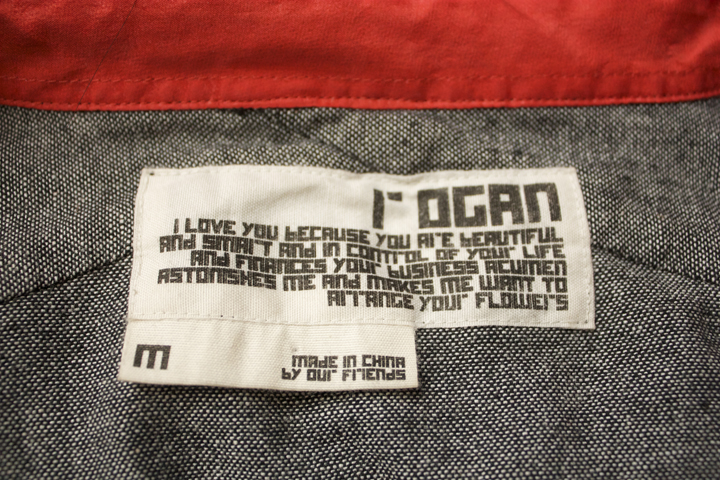 ROGAN
I LOVE YOU BECAUSE YOU ARE BEAUTIFUL
AND SMART AND IN CONTROL OF YOUR LIFE
AND FINANCES YOUR BUSINESS ACUMEN
ASTONISHES ME AND MAKES ME WANT TO
ARRANGE YOUR FLOWERS
M
MADE IN CHINA
BY OUR FRIENDS